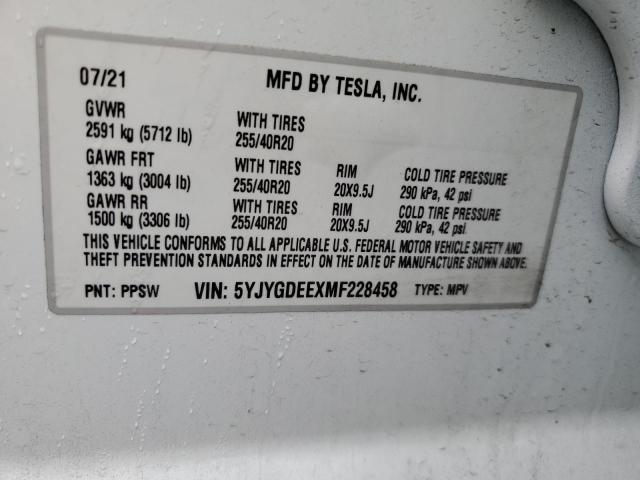 07/21 MFD BY TESLA, INC.
GVWR WITH TIRES
2591 kg (5712 lb) 255/40R20
GAWR FRT WITH TIRES RIM COLD TIRE PRESSURE
1363 kg (3004 lb) 255/40R20 20X9.5J 290 kPa, 42 psi
GAWR RR WITH TIRES RIM COLD TIRE PRESSURE
1500 kg (3306 lb) 255/40R20 20X9.5J 290 kPa, 42 psi
THIS VEHICLE CONFORMS TO ALL APPLICABLE U.S. FEDERAL MOTOR VEHICLE SAFETY AND
THEFT PREVENTION STANDARDS IN EFFECT ON THE DATE OF MANUFACTURE SHOWN ABOVE.
PNT: PPSW VIN: 5YJYGDEEXMF228458 TYPE: MPV